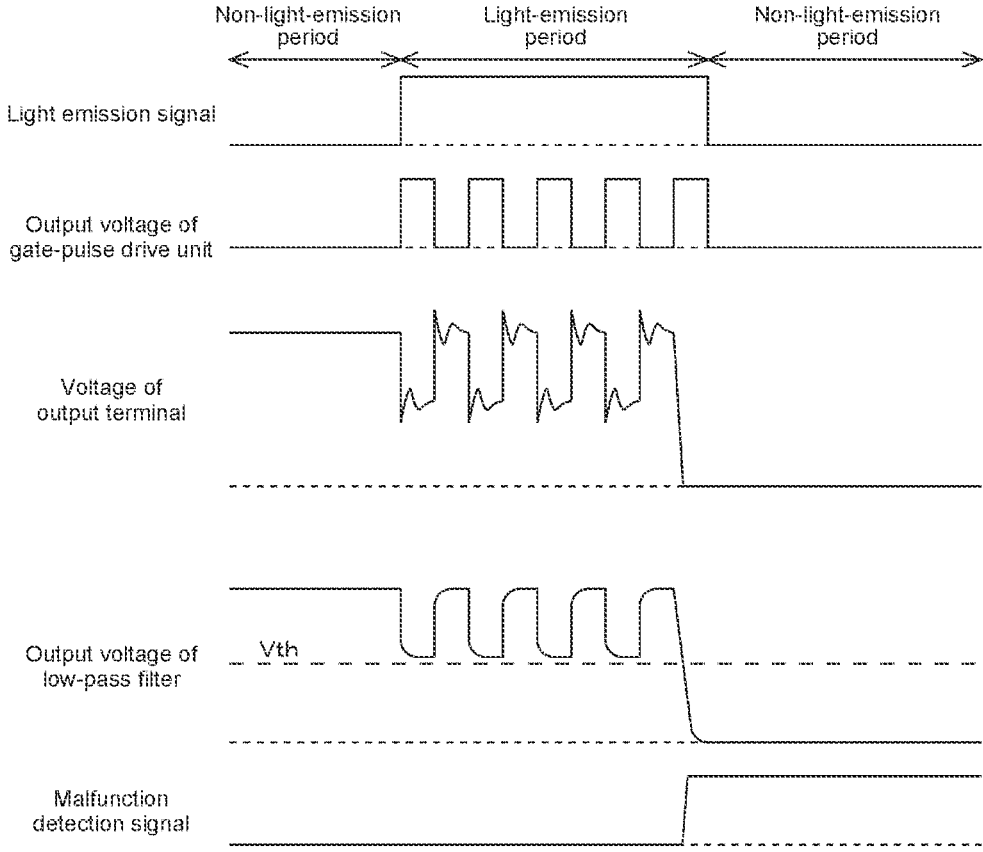 Non-light-emission
period
Light-emission
period
Non-light-emission
period
Light emission signal
Output voltage of
gate-pulse drive unit
Voltage of
output terminal
Output voltage of
low-pass filter
Vth
Malfunction
detection signal